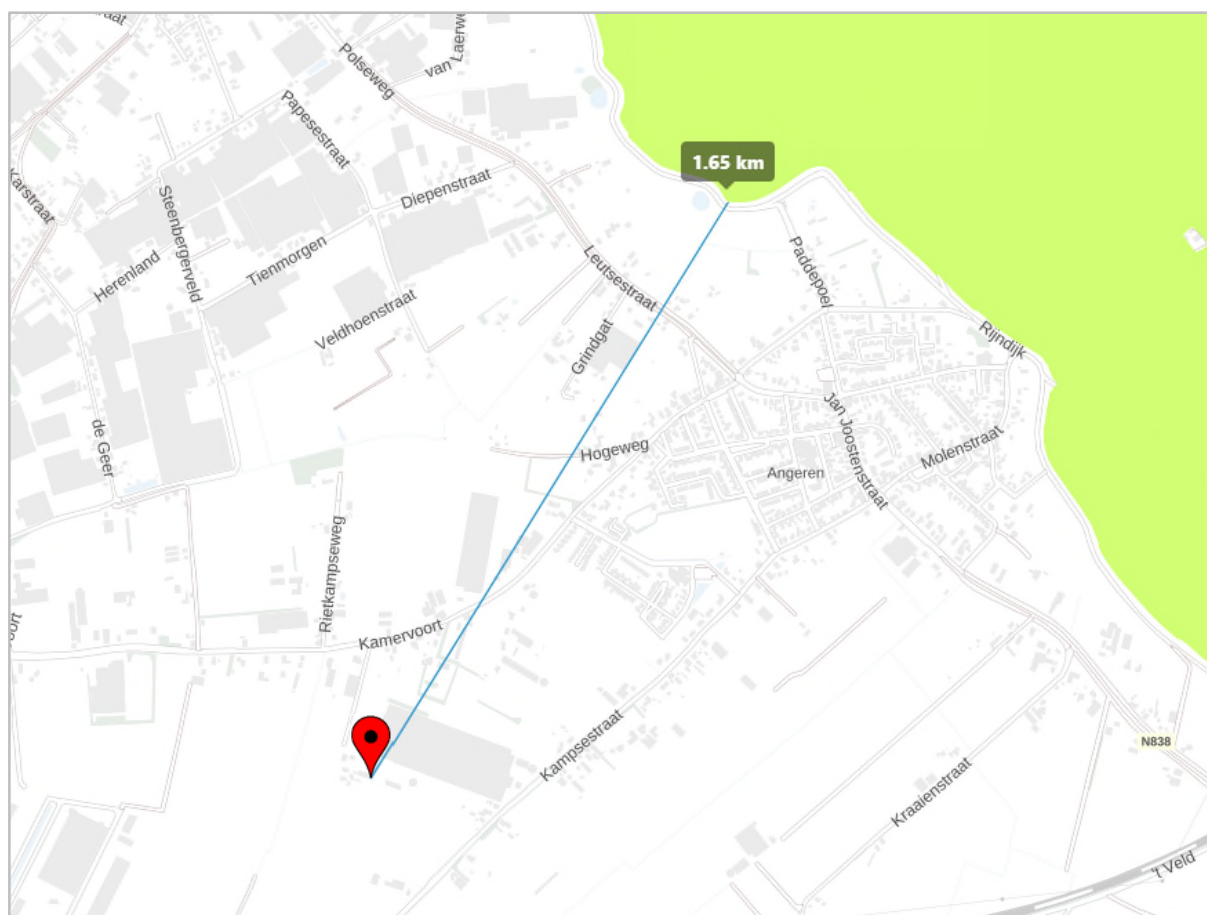 Polseweg
van Laerw
Papesestraat
1.65 km
Karstraat
Steenbergerveld
Diepenstraat
Herenland
Tienmorgen
Leutsestraat
Paddepoel
Veldhoenstraat
Grindgat
Rijndijk
de Geer
Hogeweg
Jan Joostenstraat
Molenstraat
Angeren
Rietkampseweg
Kamervoort
oort
Kampsestraat
N838
Kraaienstraat
't Veld